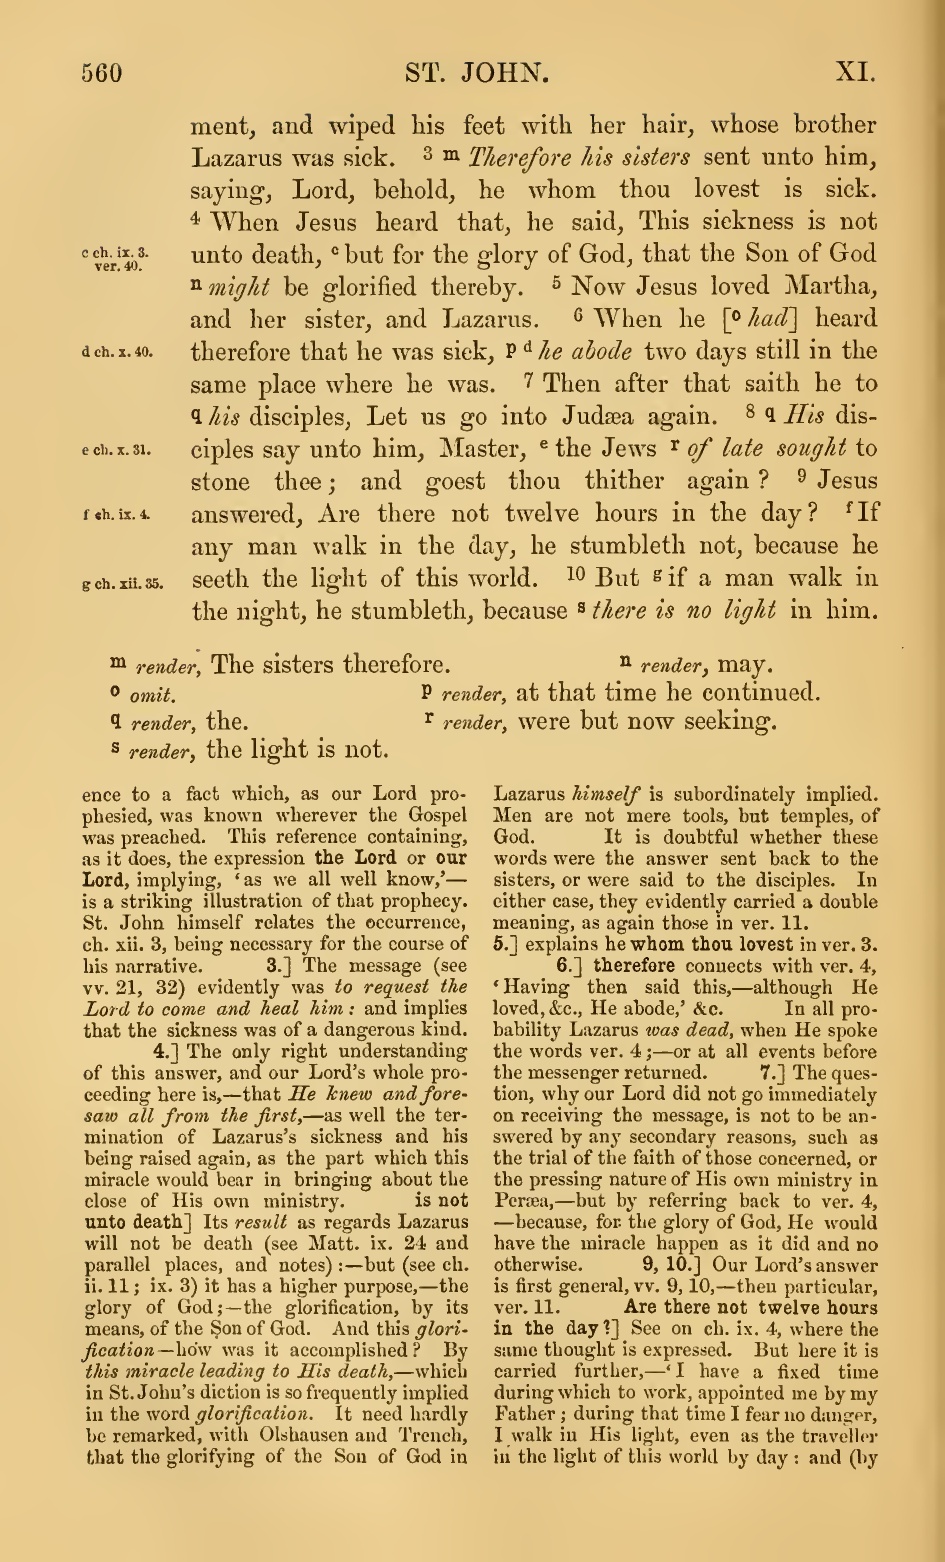 560 ST. JOHN. XI.
ment, and wiped his feet with her hair, whose brother
Lazarus was sick. 3 m Therefore his sisters sent unto him,
saying, Lord, behold, he whom thou lovest is sick.
4 When Jesus heard that, he said, This sickness is not
c ch. ix. 3. ver. 40.
unto death, c but for the glory of God, that the Son of God
n might be glorified thereby. 5 Now Jesus loved Martha,
and her sister, and Lazarus. 6 When he [o had] heard
d ch. x. 40.
therefore that he was sick, p d he abode two days still in the
same place where he was. 7 Then after that saith he to
q his disciples, Let us go into Judæa again. 8 q His dis-
e ch. x. 31.
ciples say unto him, Master, e the Jews r of late sought to
stone thee; and goest thou thither again? 9 Jesus
f ch. ix. 4.
answered, Are there not twelve hours in the day? f If
any man walk in the day, he stumbleth not, because he
g ch. xii. 35.
seeth the light of this world. 10 But g if a man walk in
the night, he stumbleth, because s there is no light in him.
m render, The sisters therefore. n render, may.
o omit. p render, at that time he continued.
q render, the. r render, were but now seeking.
s render, the light is not.
ence to a fact which, as our Lord pro-
phesied, was known wherever the Gospel
was preached. This reference containing,
as it does, the expression the Lord or our
Lord, implying, 'as we all well know,'—
is a striking illustration of that prophecy.
St. John himself relates the occurrence,
ch. xii. 3, being necessary for the course of
his narrative. 3.] The message (see
vv. 21, 32) evidently was to request the
Lord to come and heal him: and implies
that the sickness was of a dangerous kind.
4.] The only right understanding
of this answer, and our Lord's whole pro-
ceeding here is,—that He knew and fore-
saw all from the first,—as well the ter-
mination of Lazarus's sickness and his
being raised again, as the part which this
miracle would bear in bringing about the
close of His own ministry. is not
unto death] Its result as regards Lazarus
will not be death (see Matt. ix. 24 and
parallel places, and notes):—but (see ch.
ii. 11; ix. 3) it has a higher purpose,—the
glory of God;—the glorification, by its
means, of the Son of God. And this glori-
fication—how was it accomplished? By
this miracle leading to His death,—which
in St. John's diction is so frequently implied
in the word glorification. It need hardly
be remarked, with Olshausen and Trench,
that the glorifying of the Son of God in
Lazarus himself is subordinately implied.
Men are not mere tools, but temples, of
God. It is doubtful whether these
words were the answer sent back to the
sisters, or were said to the disciples. In
either case, they evidently carried a double
meaning, as again those in ver. 11.
5.] explains he whom thou lovest in ver. 3.
6.] therefore connects with ver. 4,
'Having then said this,—although He
loved, &c., He abode,' &c. In all pro-
bability Lazarus was dead, when He spoke
the words ver. 4;—or at all events before
the messenger returned. 7.] The ques-
tion, why our Lord did not go immediately
on receiving the message, is not to be an-
swered by any secondary reasons, such as
the trial of the faith of those concerned, or
the pressing nature of His own ministry in
Peræa,—but by referring back to ver. 4,
—because, for the glory of God, He would
have the miracle happen as it did and no
otherwise. 9, 10.] Our Lord's answer
is first general, vv. 9, 10,—then particular,
ver. 11. Are there not twelve hours
in the day?] See on ch. ix. 4, where the
same thought is expressed. But here it is
carried further,—'I have a fixed time
during which to work, appointed me by my
Father; during that time I fear no danger,
I walk in His light, even as the traveller
in the light of this world by day: and (by